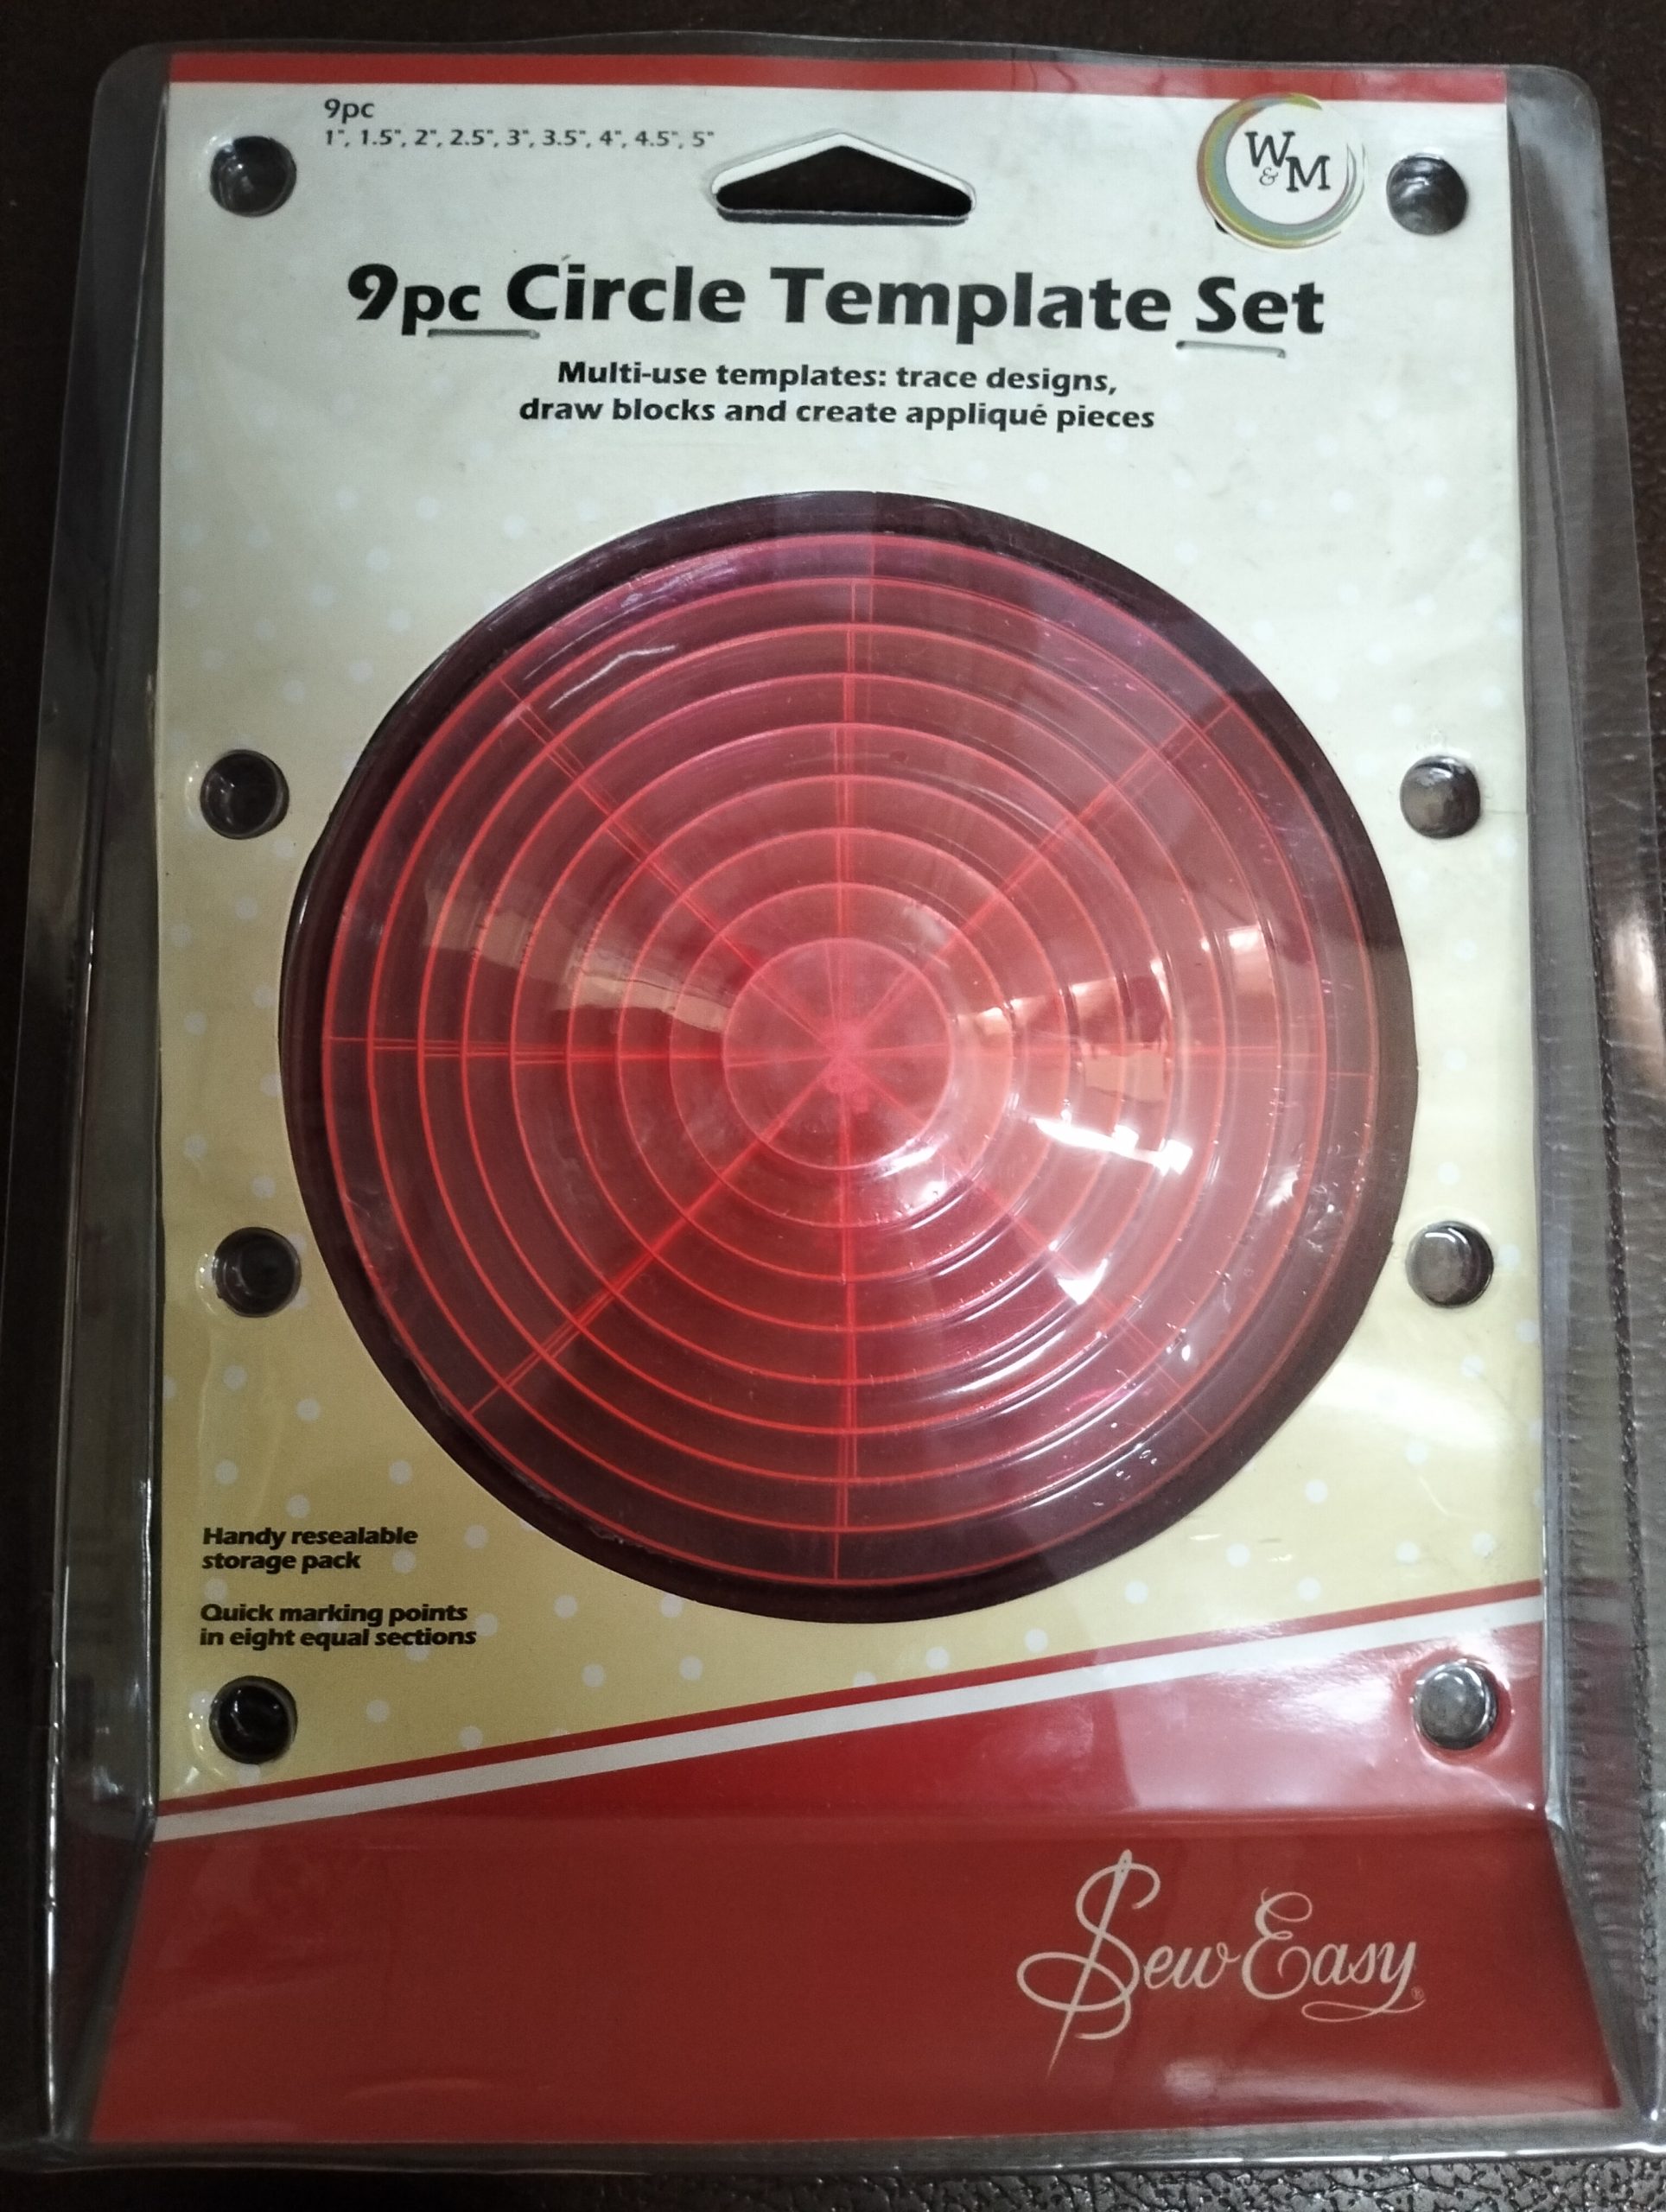 9pc
1", 1.5", 2", 2.5", 3", 3.5", 4", 4.5", 5"
W&M
9pc Circle Template Set
Multi-use templates: trace designs,
draw blocks and create appliqué pieces
Handy resealable
storage pack
Quick marking points
in eight equal sections
Sew Easy®